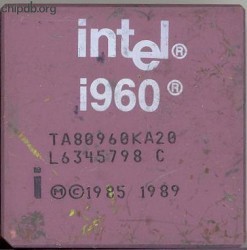 chipdb.org
intel®
i960®
TA80960KA20
L6345798 C
i Ⓜ©1985 1989